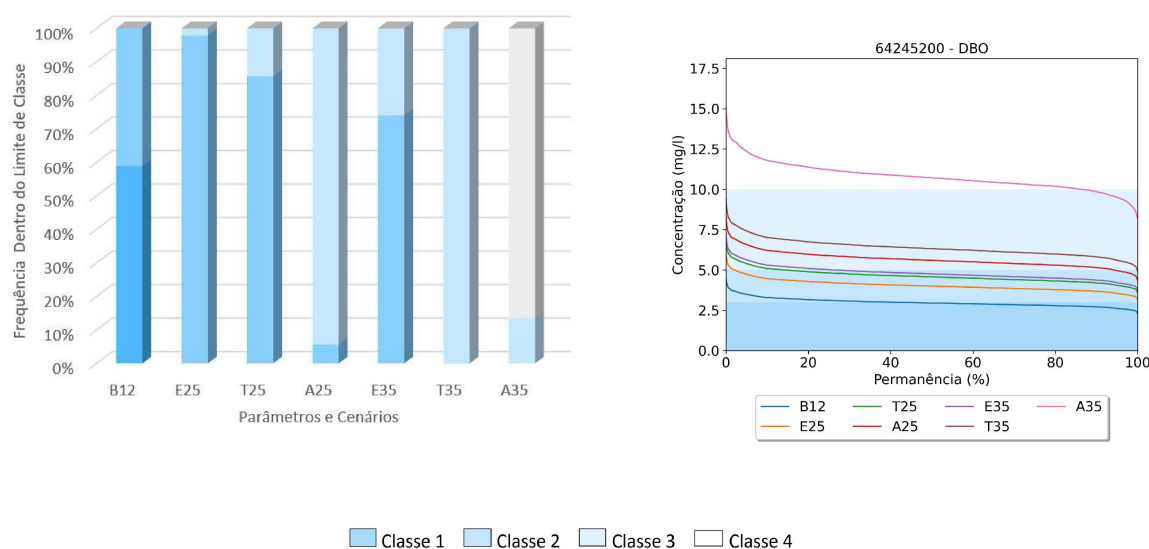 100%
90%
80%
70%
60%
50%
40%
30%
20%
10%
0%
Frequência Dentro do Limite de Classe
B12 E25 T25 A25 E35 T35 A35
Parâmetros e Cenários
64245200 - DBO
17.5
15.0
12.5
10.0
7.5
5.0
2.5
0.0
Concentração (mg/l)
0 20 40 60 80 100
Permanência (%)
B12 T25 E35 A35
E25 A25 T35
Classe 1 Classe 2 Classe 3 Classe 4